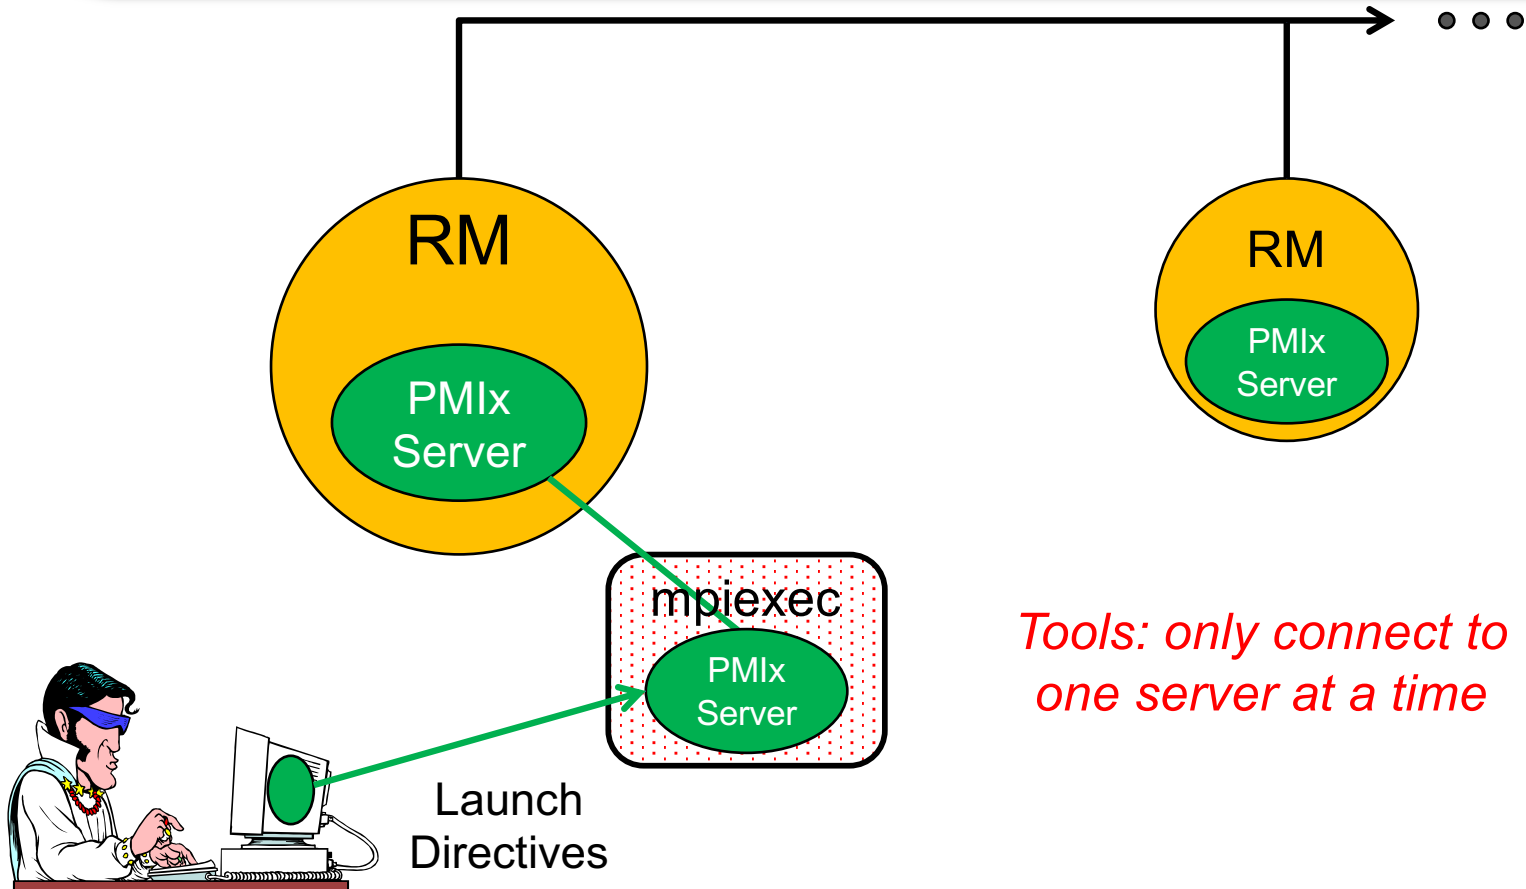 RM
PMIx
Server
RM
PMIx
Server
mpiexec
PMIx
Server
Tools: only connect to
one server at a time
Launch
Directives